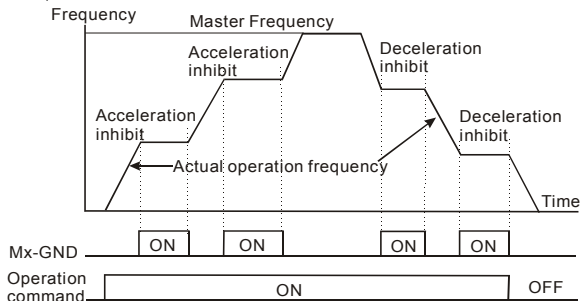 Frequency
Master Frequency
Acceleration
inhibit
Deceleration
inhibit
Acceleration
inhibit
Deceleration
inhibit
Actual operation frequency
Time
Mx-GND
ON
ON
ON
ON
Operation
command
ON
OFF